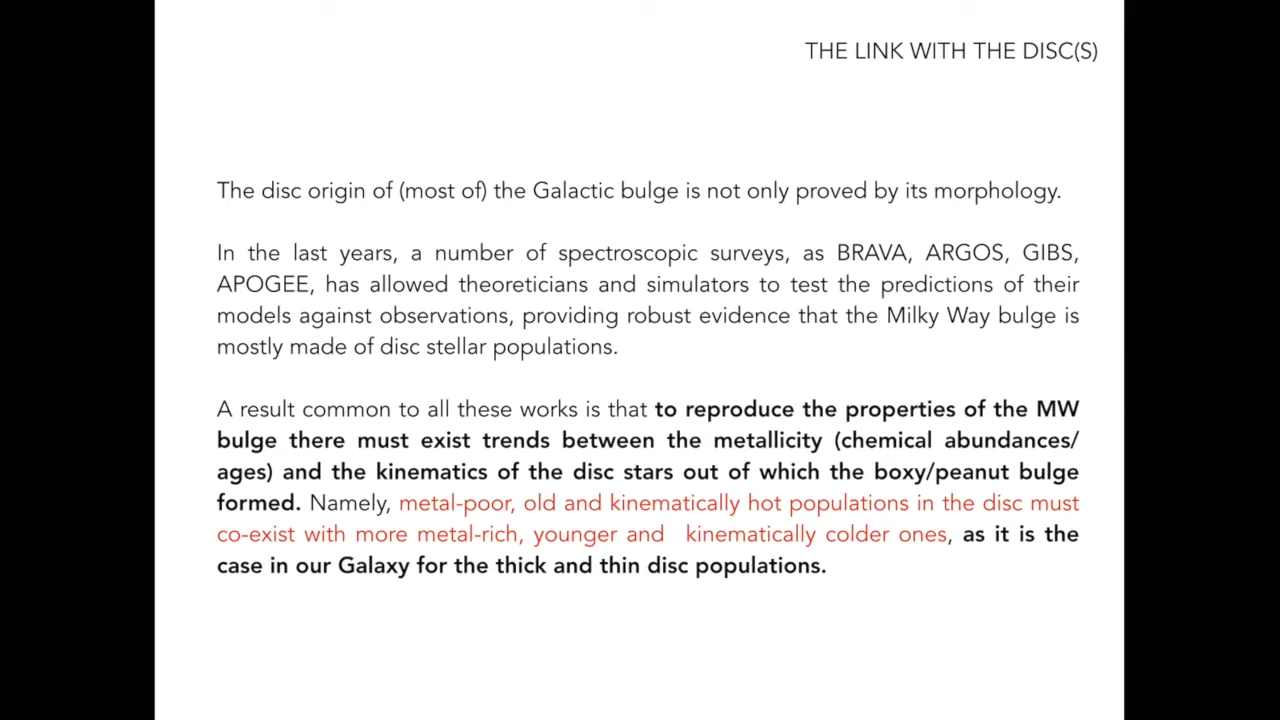 THE LINK WITH THE DISC(S)
The disc origin of (most of) the Galactic bulge is not only proved by its morphology.
In the last years, a number of spectroscopic surveys, as BRAVA, ARGOS, GIBS,
APOGEE, has allowed theoreticians and simulators to test the predictions of their
models against observations, providing robust evidence that the Milky Way bulge is
mostly made of disc stellar populations.
A result common to all these works is that to reproduce the properties of the MW
bulge there must exist trends between the metallicity (chemical abundances/
ages) and the kinematics of the disc stars out of which the boxy/peanut bulge
formed. Namely, metal-poor, old and kinematically hot populations in the disc must
co-exist with more metal-rich, younger and kinematically colder ones, as it is the
case in our Galaxy for the thick and thin disc populations.